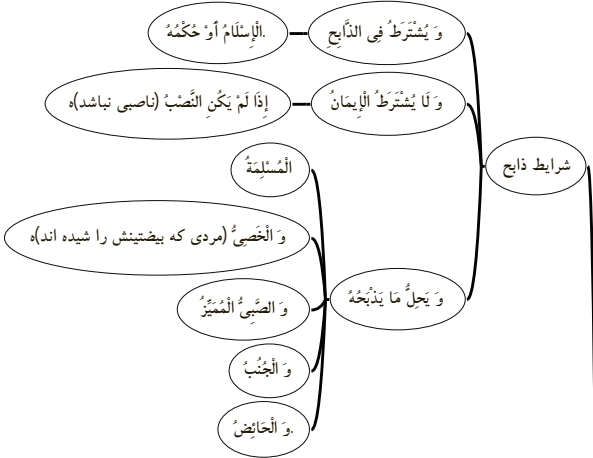 شرایط ذابح
وَ يُشْتَرَطُ فِی الذَّابِحِ
الْإِسْلَامُ أَوْ حُكْمُهُ.
وَ لَا يُشْتَرَطُ الْإِيمَانُ
إِذَا لَمْ يَكُنِ النَّصْبُ (ناصبی نباشد)ه
وَ يَحِلُّ مَا يَذْبَحُهُ
الْمُسْلِمَةُ
وَ الْخَصِیُّ (مردی که بیضتینش را شیده اند)ه
وَ الصَّبِیُّ الْمُمَيِّزُ
وَ الْجُنُبُ
وَ الْحَائِضُ.